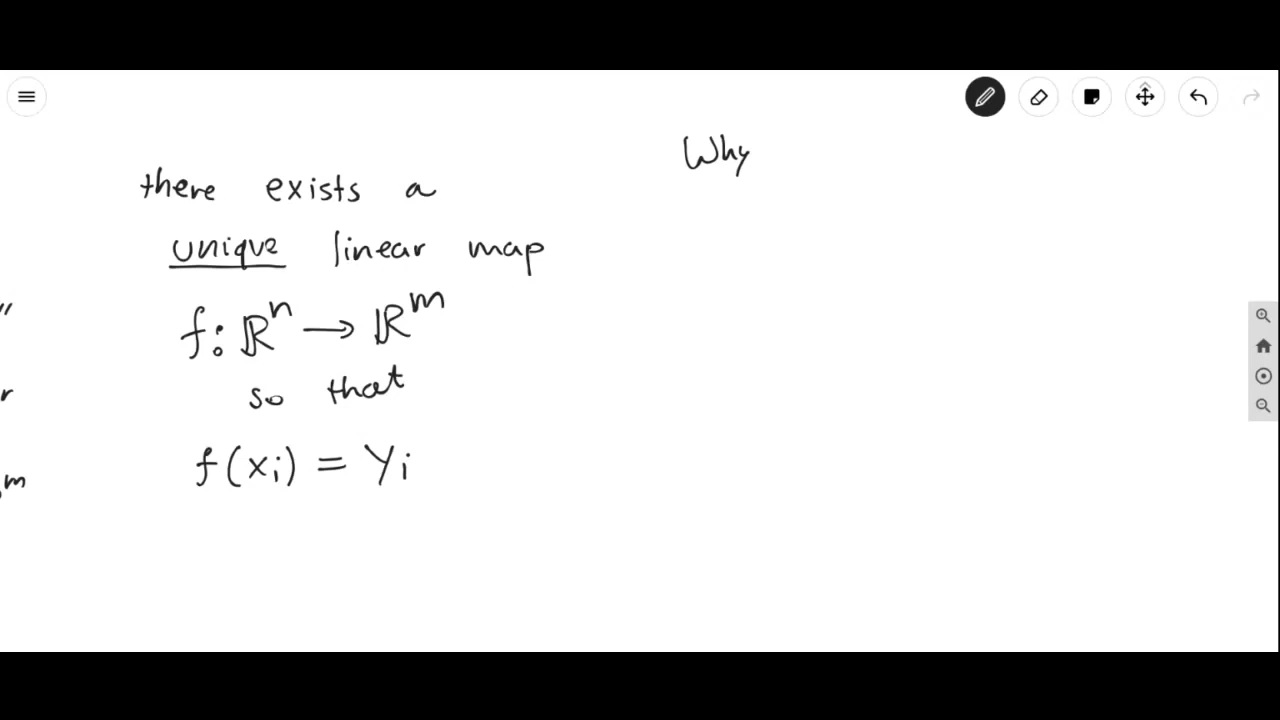 there exists a
unique linear map
f: ℝⁿ → ℝᵐ
so that
f(xᵢ) = yᵢ
Why
"
r
m